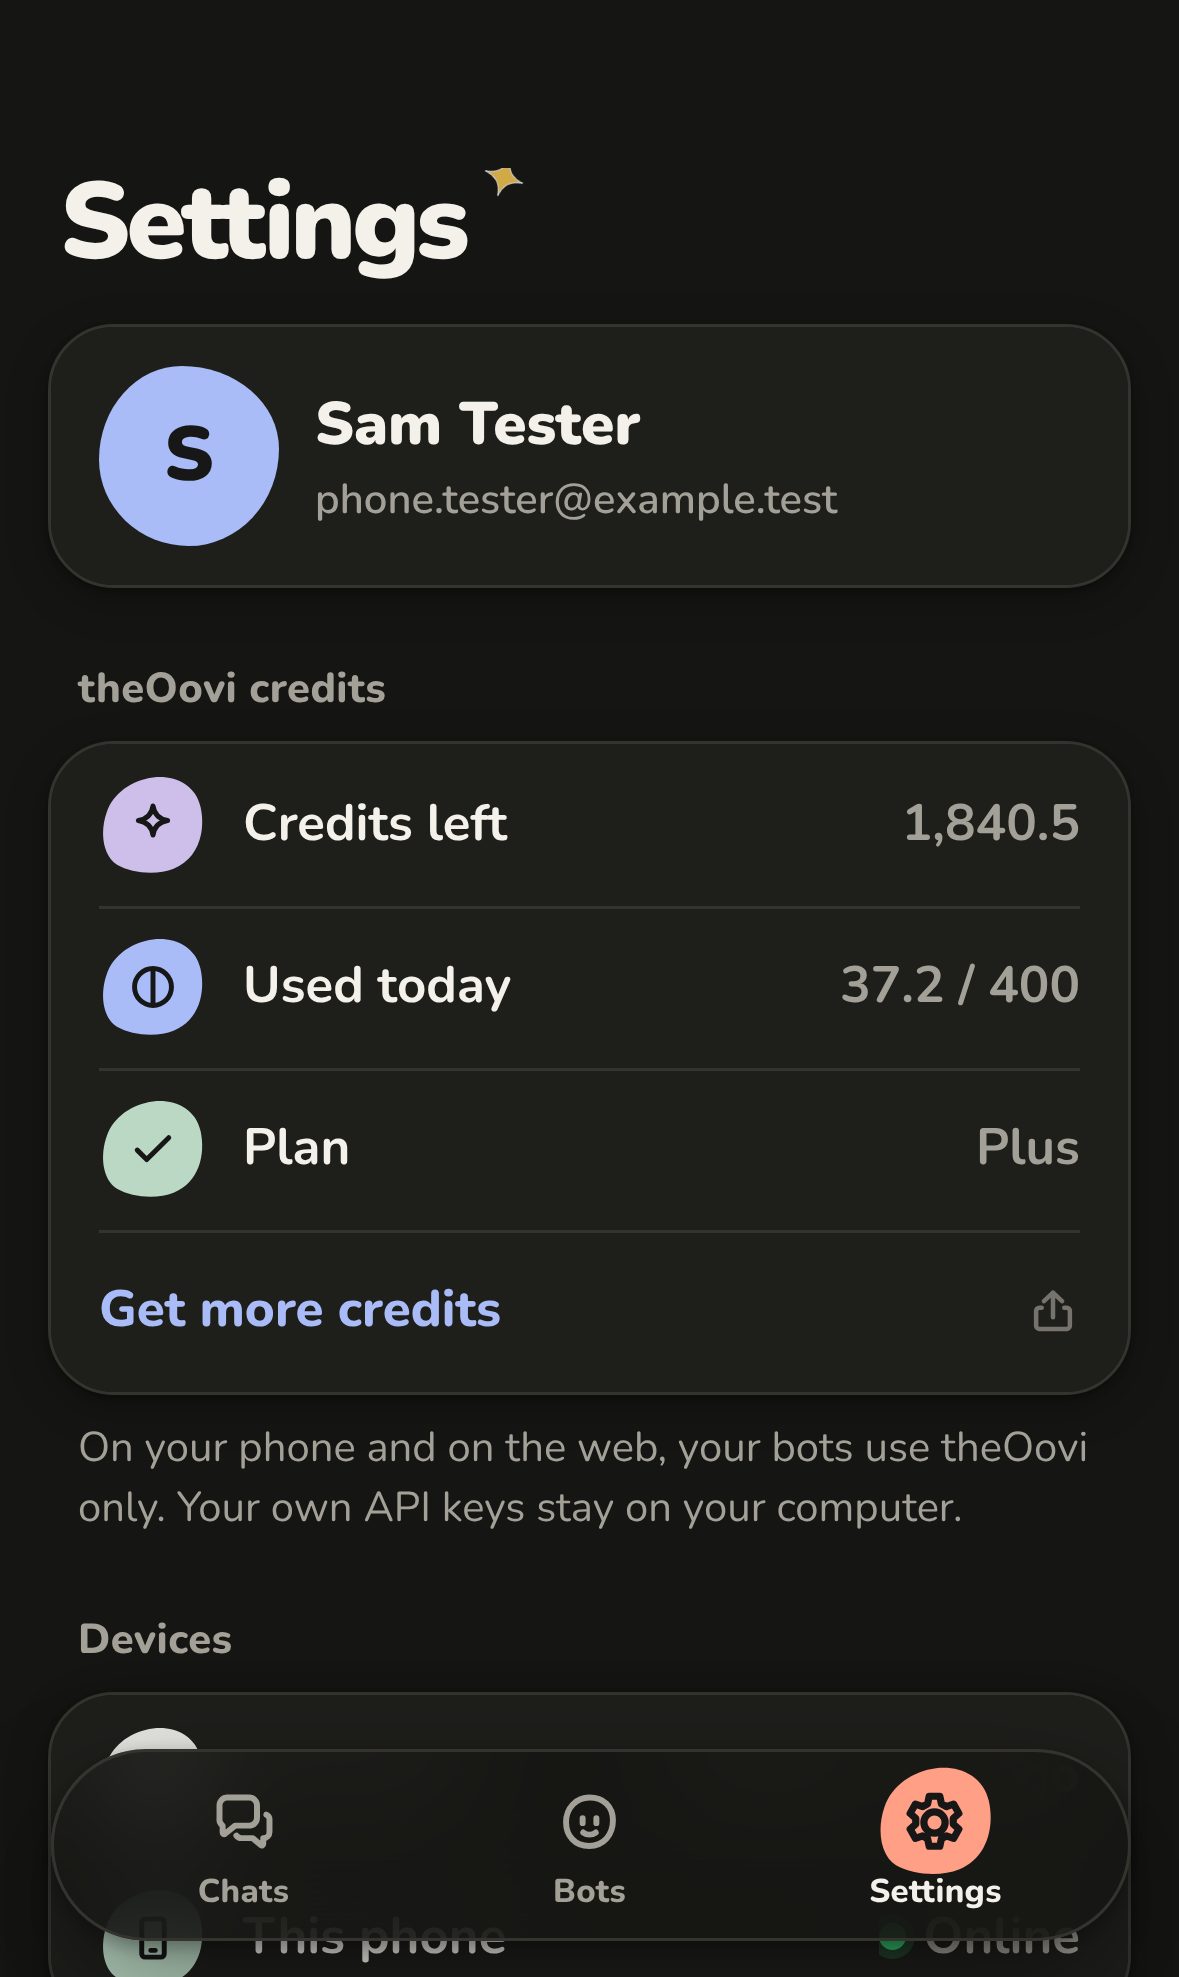 Settings
S
Sam Tester
phone.tester@example.test
theOovi credits
Credits left 1,840.5
Used today 37.2 / 400
Plan Plus
Get more credits
On your phone and on the web, your bots use theOovi
only. Your own API keys stay on your computer.
Devices
Chats Bots Settings
This phone Online